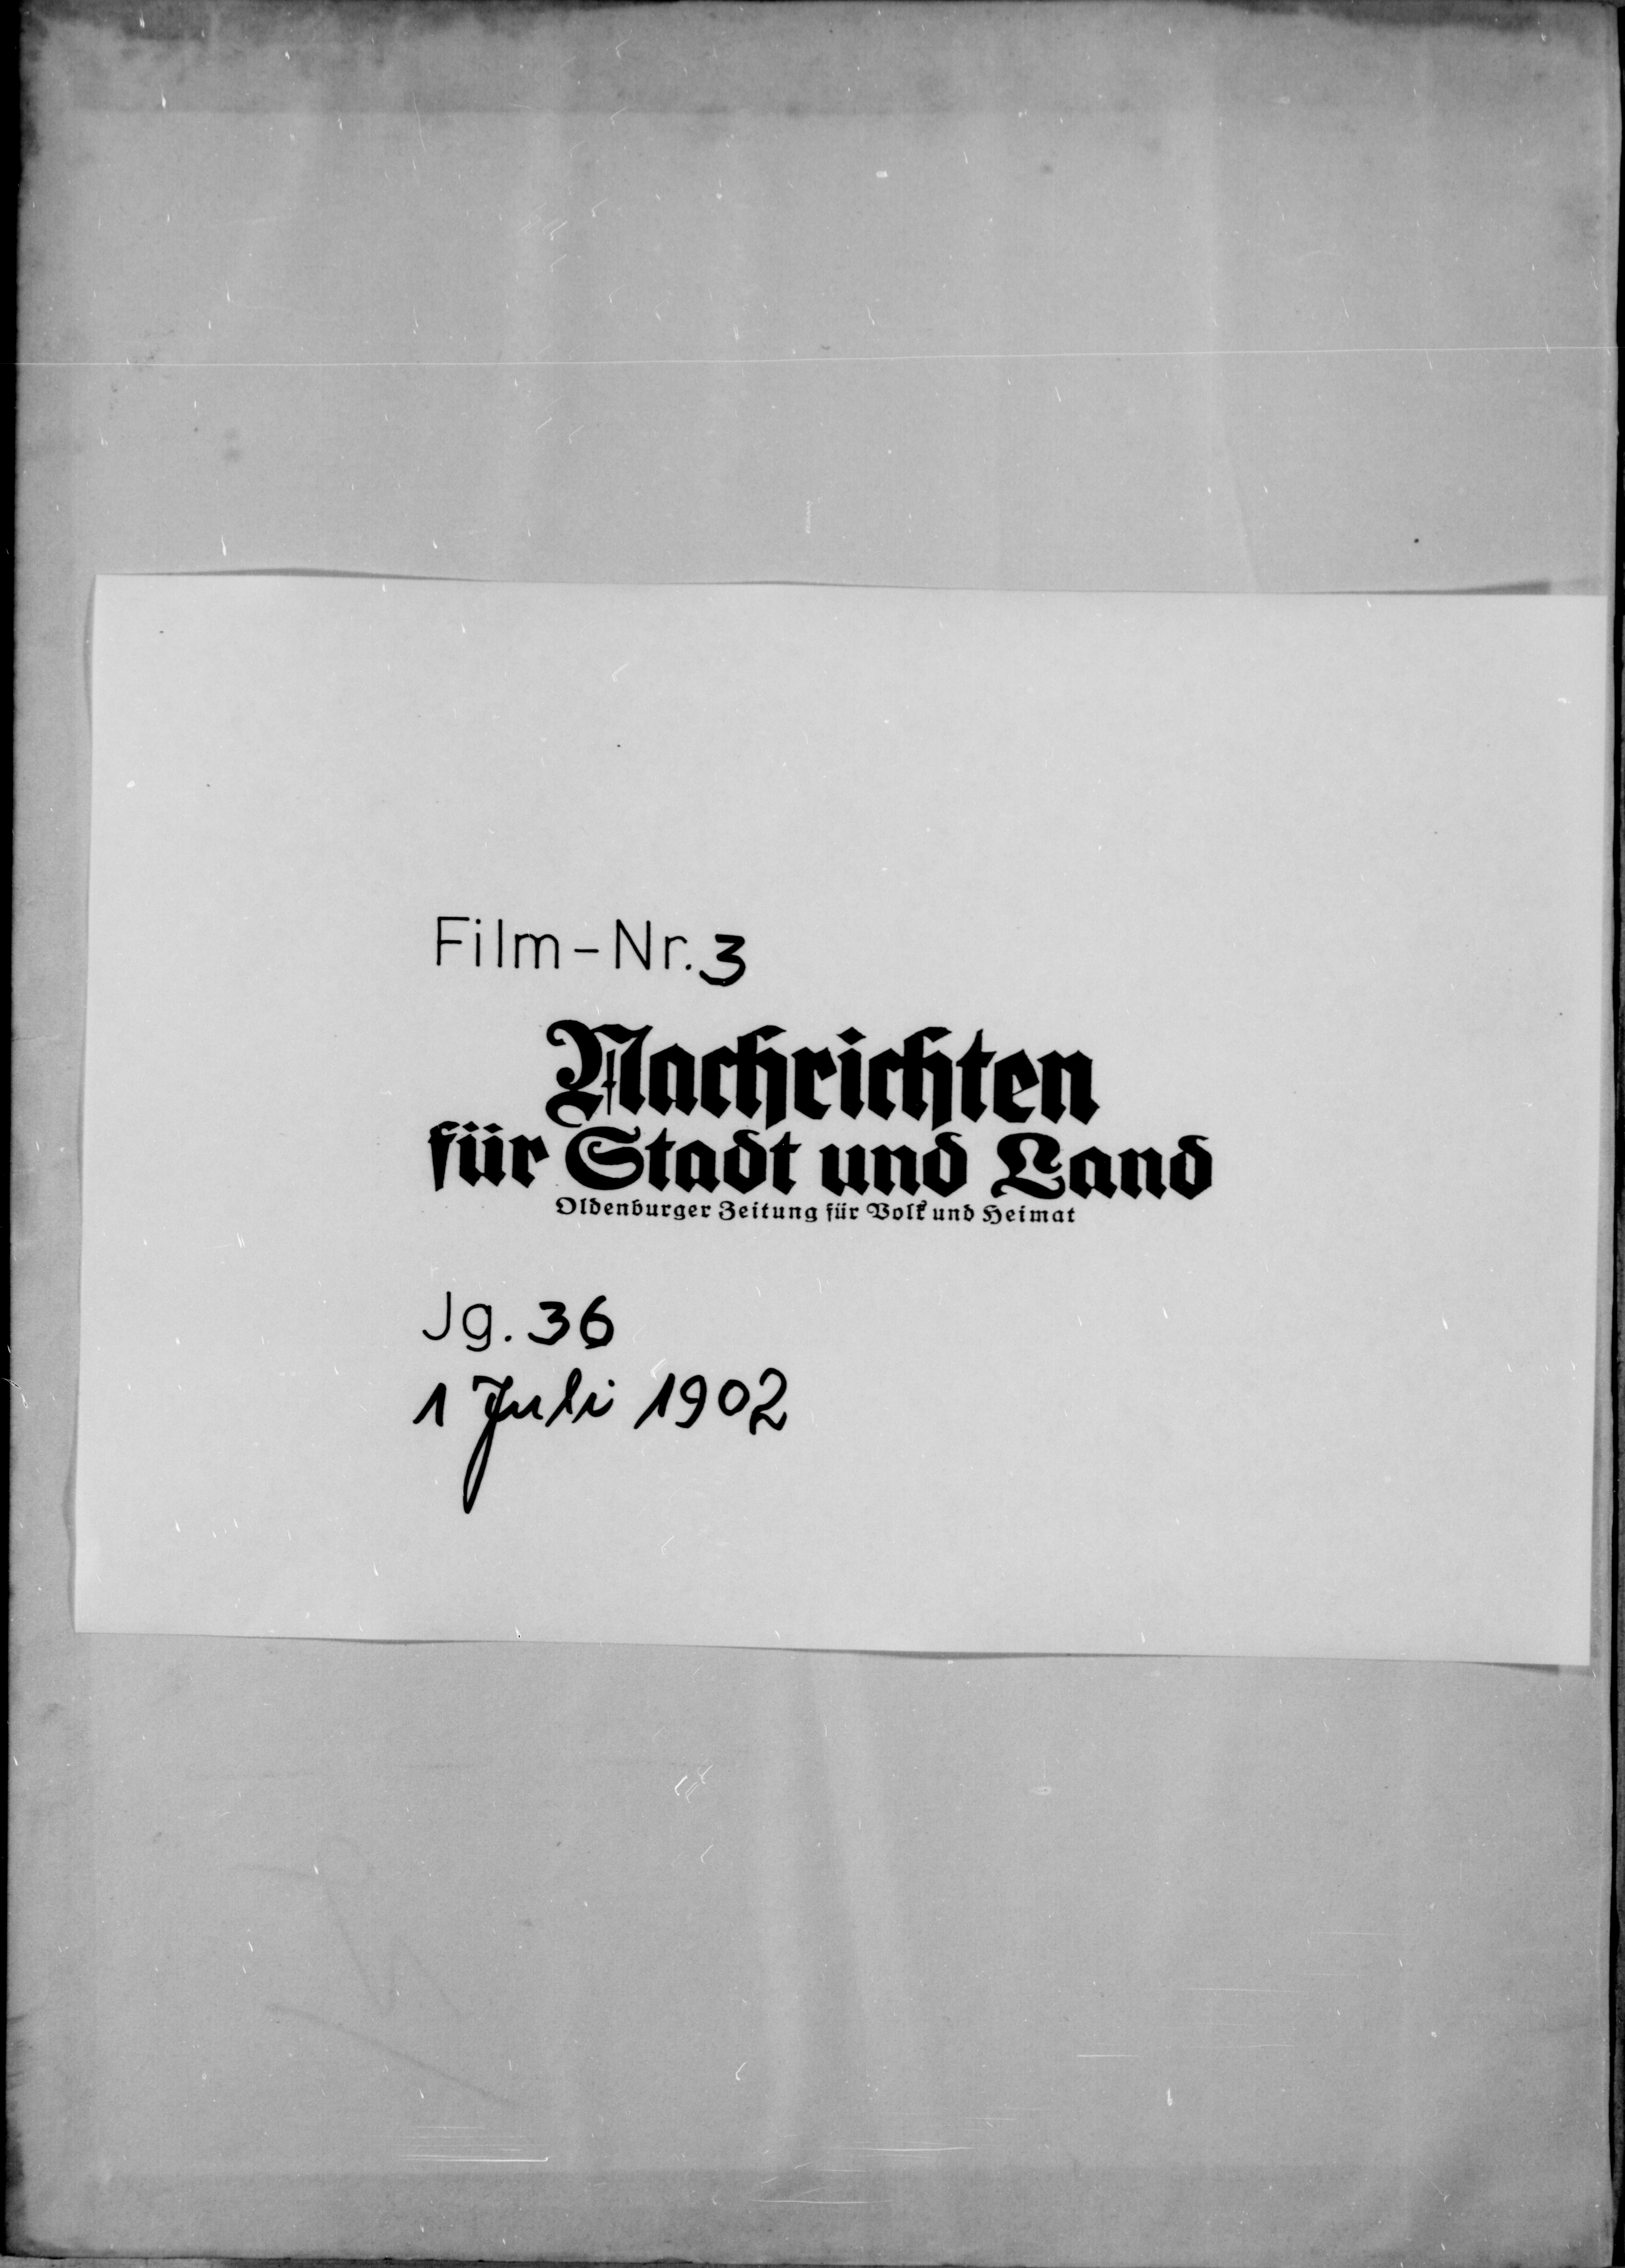 Film-Nr. 3
Nachrichten
für Stadt und Land
Oldenburger Zeitung für Volk und Heimat
Jg. 36
1 Juli 1902